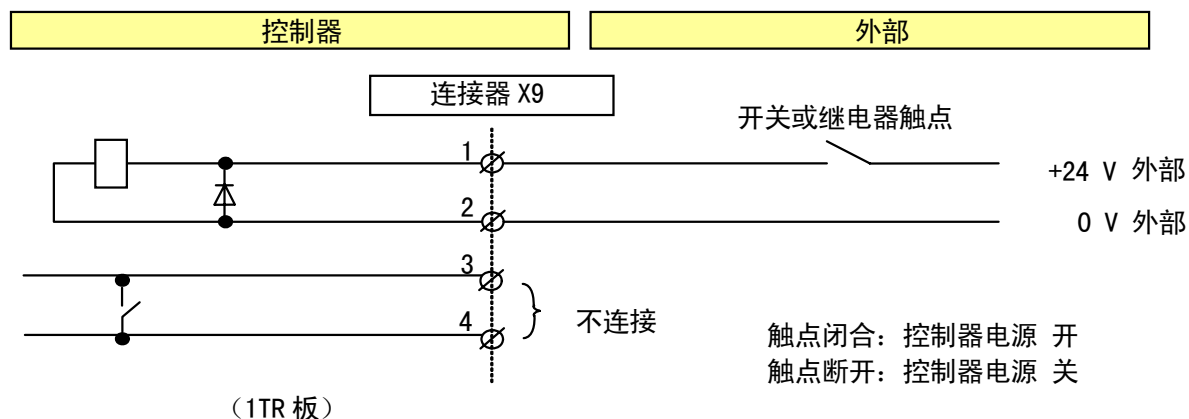 控制器
外部
连接器 X9
开关或继电器触点
1
+24 V 外部
2
0 V 外部
3
不连接
4
触点闭合：控制器电源 开
触点断开：控制器电源 关
（1TR 板）